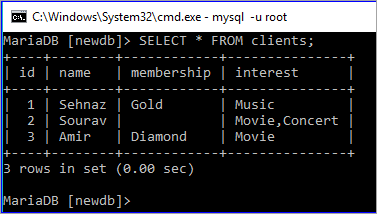 C:\Windows\System32\cmd.exe - mysql -u root
MariaDB [newdb]> SELECT * FROM clients;
+----+--------+------------+---------------+
| id | name   | membership | interest      |
+----+--------+------------+---------------+
|  1 | Sehnaz | Gold       | Music         |
|  2 | Sourav |            | Movie,Concert |
|  3 | Amir   | Diamond    | Movie         |
+----+--------+------------+---------------+
3 rows in set (0.00 sec)
MariaDB [newdb]>